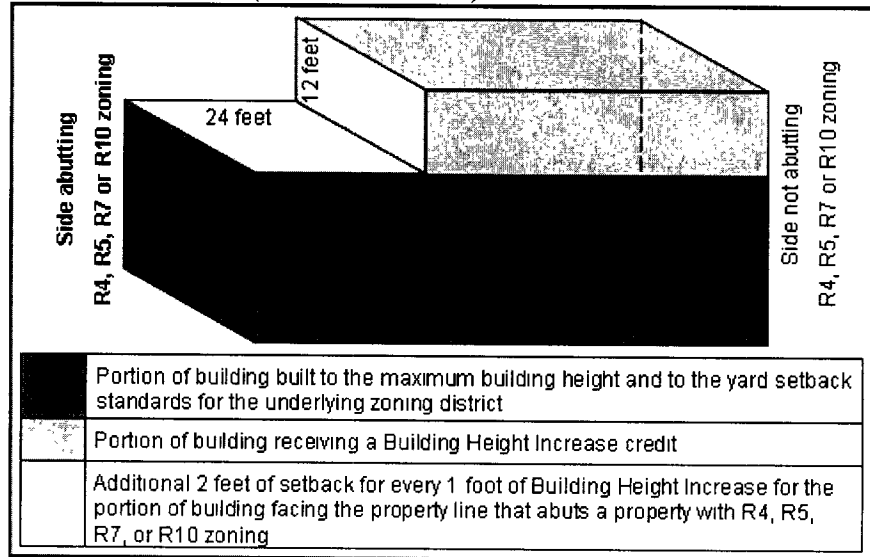 12 feet
24 feet
Side abutting
R4, R5, R7 or R10 zoning
Side not abutting
R4, R5, R7 or R10 zoning
Portion of building built to the maximum building height and to the yard setback
standards for the underlying zoning district
Portion of building receiving a Building Height Increase credit
Additional 2 feet of setback for every 1 foot of Building Height Increase for the
portion of building facing the property line that abuts a property with R4, R5,
R7, or R10 zoning